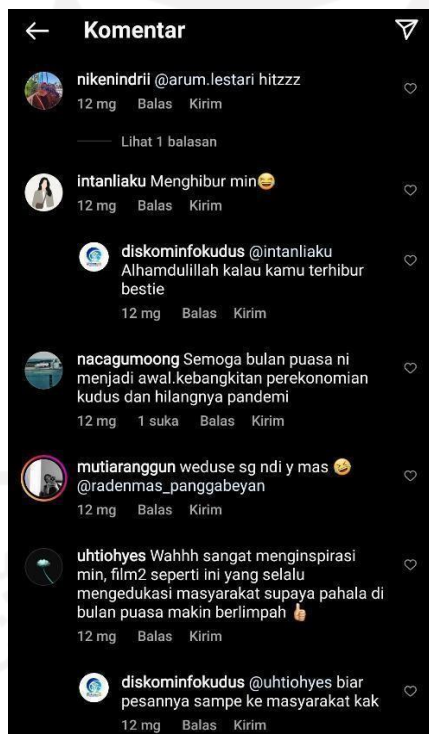 Komentar
nikenindrii @arum.lestari hitzzz
12 mg Balas Kirim
Lihat 1 balasan
intanliaku Menghibur min😂
12 mg Balas Kirim
diskominfokudus @intanliaku
Alhamdulillah kalau kamu terhibur
bestie
12 mg Balas Kirim
nacagumoong Semoga bulan puasa ni
menjadi awal.kebangkitan perekonomian
kudus dan hilangnya pandemi
12 mg 1 suka Balas Kirim
mutiaranggun weduse sg ndi y mas 🤣
@radenmas_panggabeyan
12 mg Balas Kirim
uhtiohyes Wahhh sangat menginspirasi
min, film2 seperti ini yang selalu
mengedukasi masyarakat supaya pahala di
bulan puasa makin berlimpah 👍
12 mg Balas Kirim
diskominfokudus @uhtiohyes biar
pesannya sampe ke masyarakat kak
12 mg Balas Kirim